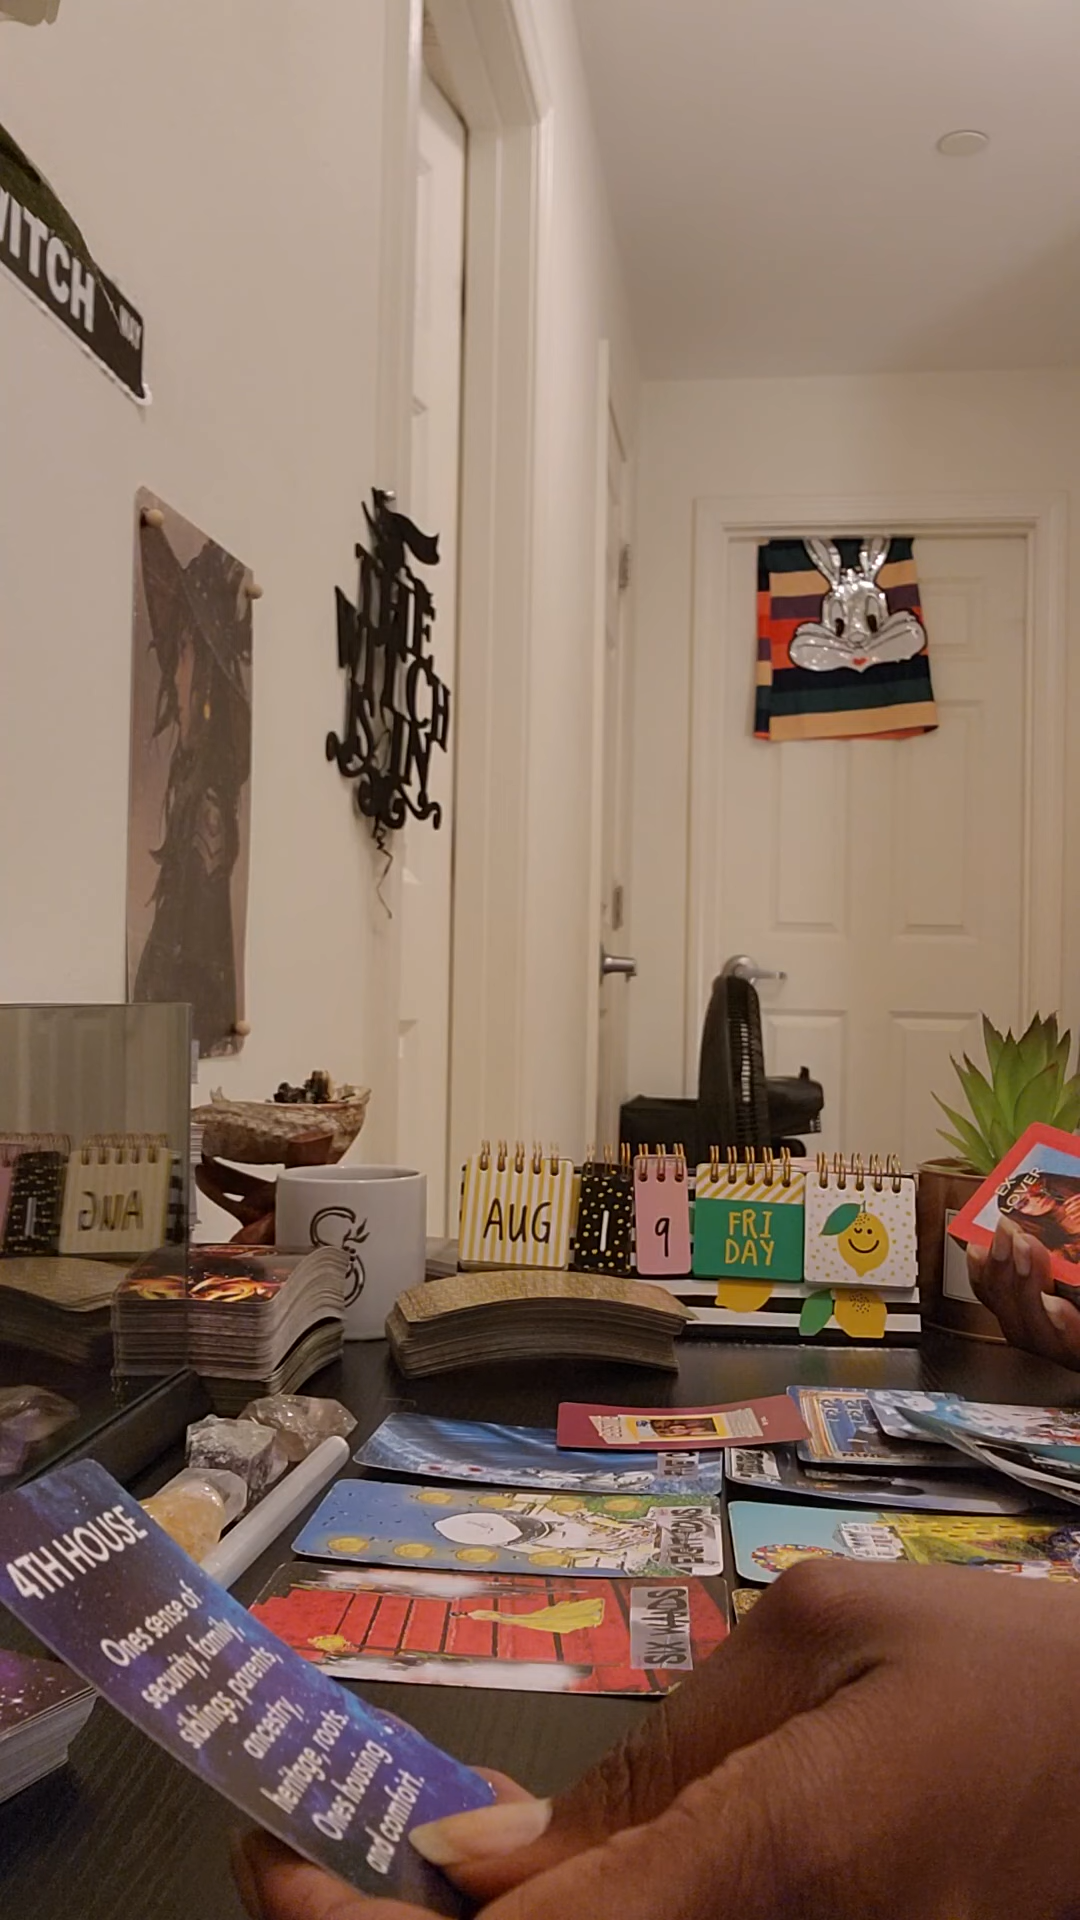 WITCH
WAY
THE
WITCH
IS IN
AUG
1
9
FRI
DAY
EX-
LOVER
SIX WANDS
4TH HOUSE
Ones sense of
security, family,
siblings, parents,
ancestry,
heritage, roots.
Ones housing
and comfort.